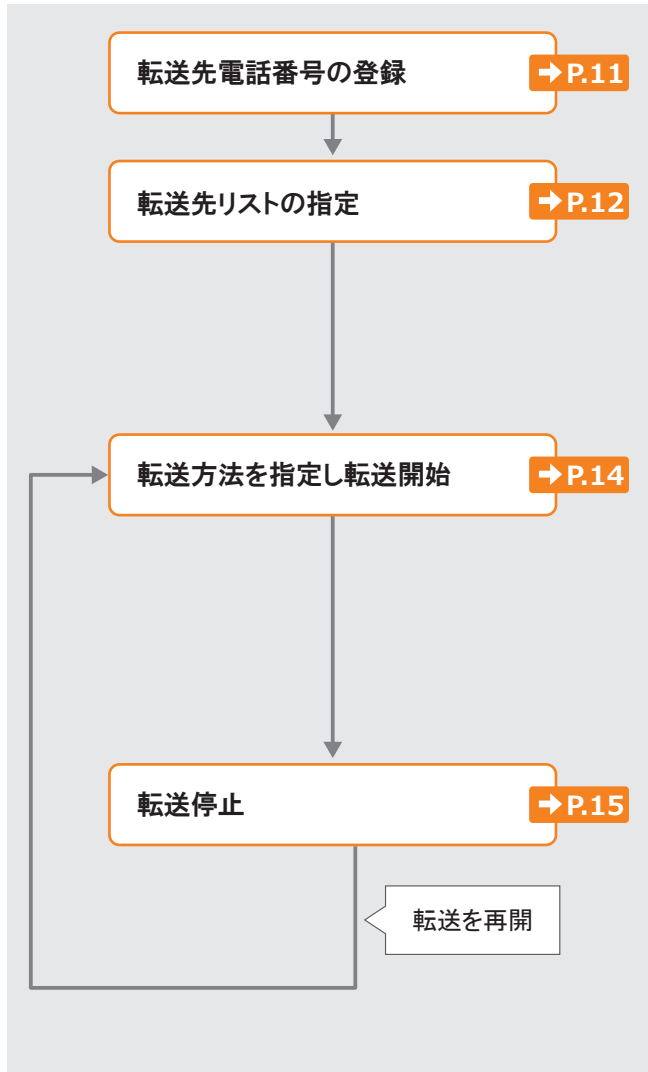 転送先電話番号の登録 ➔P.11
転送先リストの指定 ➔P.12
転送方法を指定し転送開始 ➔P.14
転送停止 ➔P.15
転送を再開